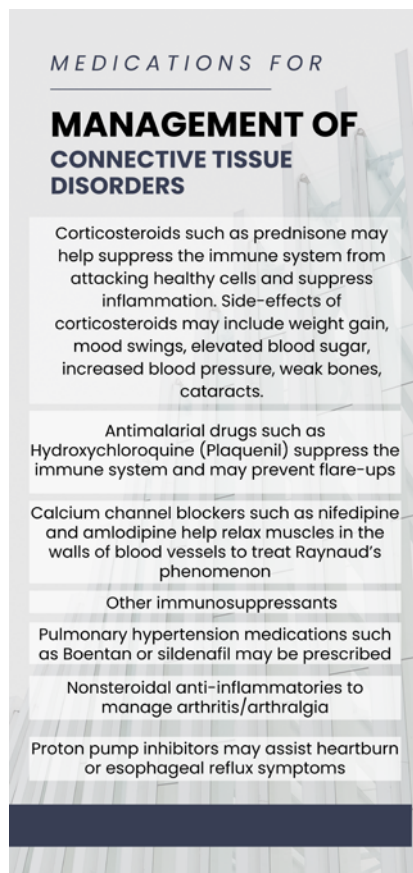 MEDICATIONS FOR
MANAGEMENT OF
CONNECTIVE TISSUE
DISORDERS
Corticosteroids such as prednisone may
help suppress the immune system from
attacking healthy cells and suppress
inflammation. Side-effects of
corticosteroids may include weight gain,
mood swings, elevated blood sugar,
increased blood pressure, weak bones,
cataracts.
Antimalarial drugs such as
Hydroxychloroquine (Plaquenil) suppress the
immune system and may prevent flare-ups
Calcium channel blockers such as nifedipine
and amlodipine help relax muscles in the
walls of blood vessels to treat Raynaud’s
phenomenon
Other immunosuppressants
Pulmonary hypertension medications such
as Boentan or sildenafil may be prescribed
Nonsteroidal anti-inflammatories to
manage arthritis/arthralgia
Proton pump inhibitors may assist heartburn
or esophageal reflux symptoms